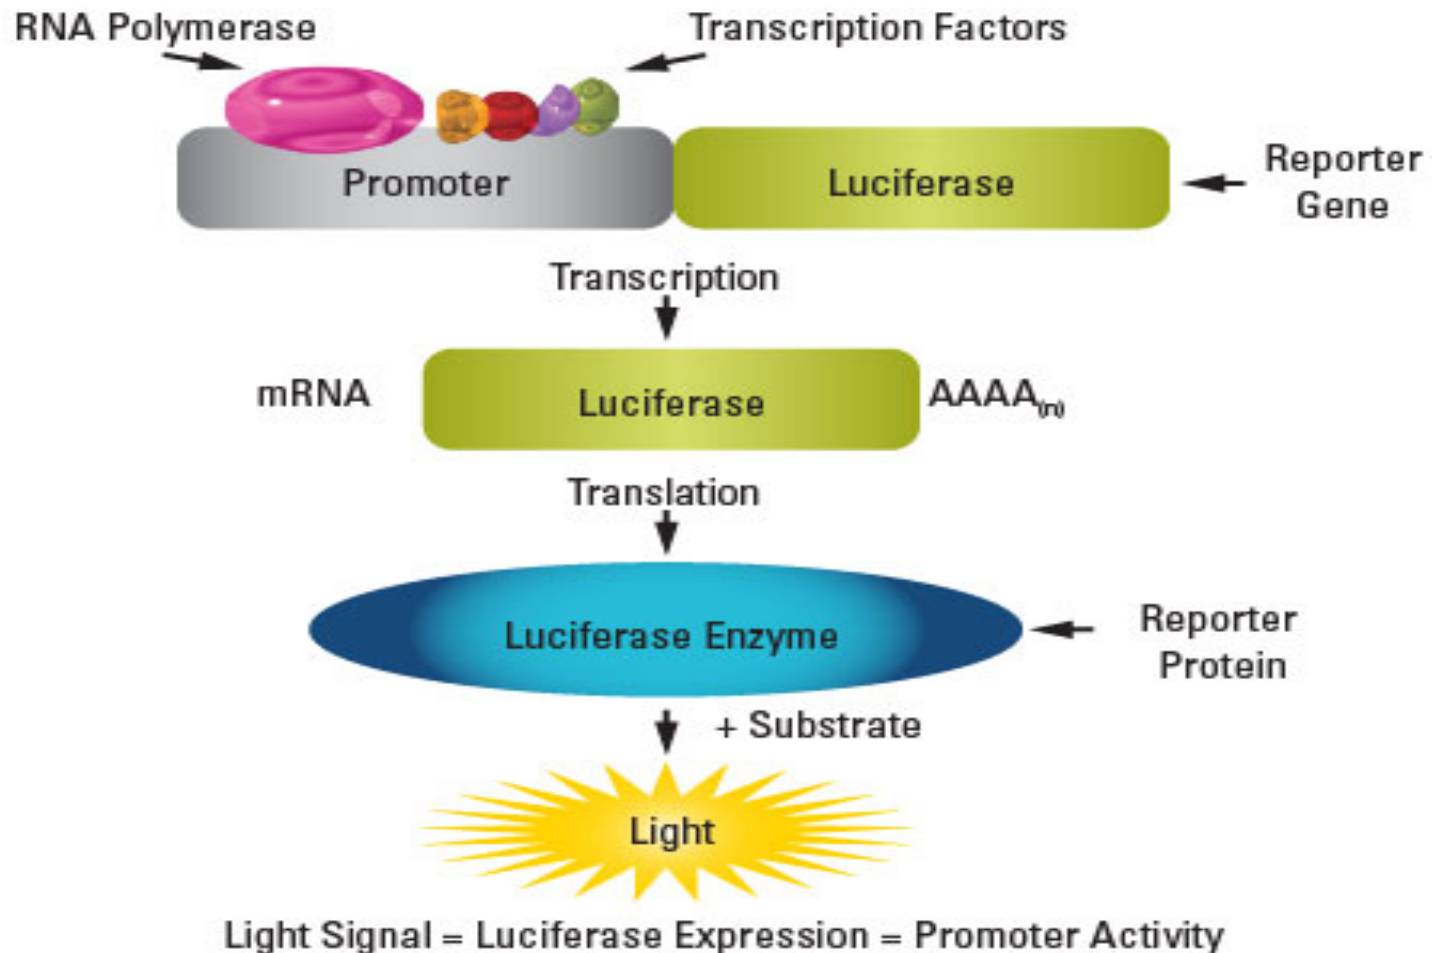 RNA Polymerase
Transcription Factors
Promoter
Luciferase
Reporter
Gene
Transcription
mRNA
Luciferase
AAAA(n)
Translation
Luciferase Enzyme
Reporter
Protein
+ Substrate
Light
Light Signal = Luciferase Expression = Promoter Activity